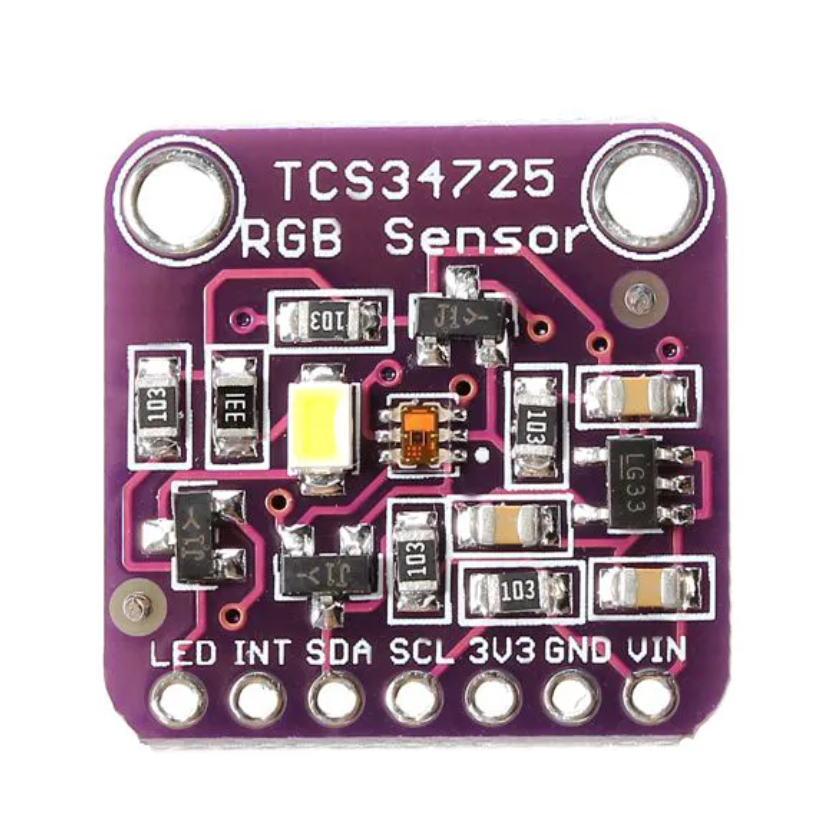 TCS34725
RGB Sensor
103
J1>-
103
IEE
103
LG33
J1
J1>-
103
103
LED INT SDA SCL 3V3 GND VIN